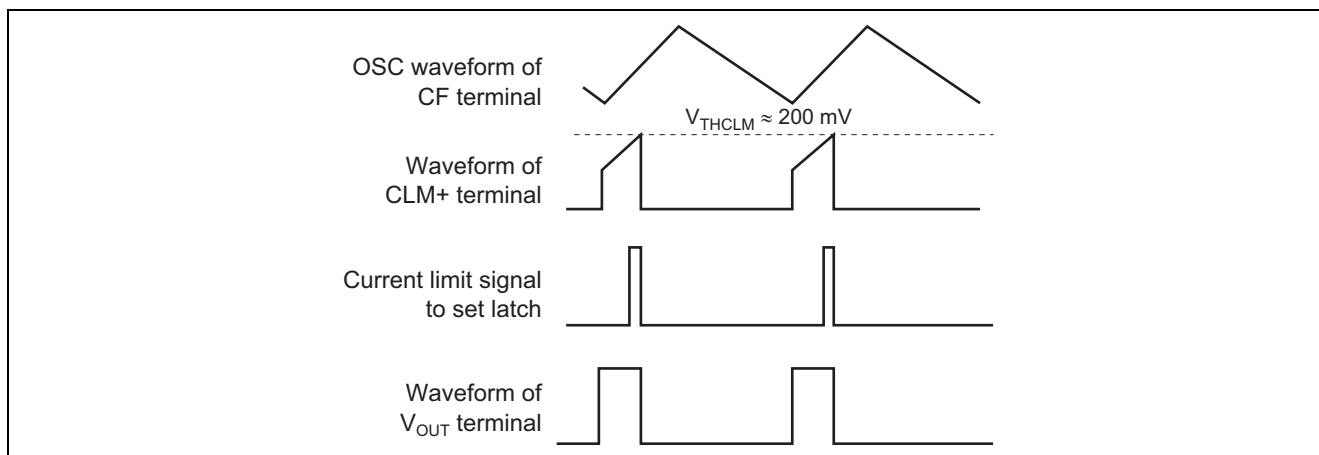 OSC waveform of
CF terminal
V_THCLM ≈ 200 mV
Waveform of
CLM+ terminal
Current limit signal
to set latch
Waveform of
V_OUT terminal